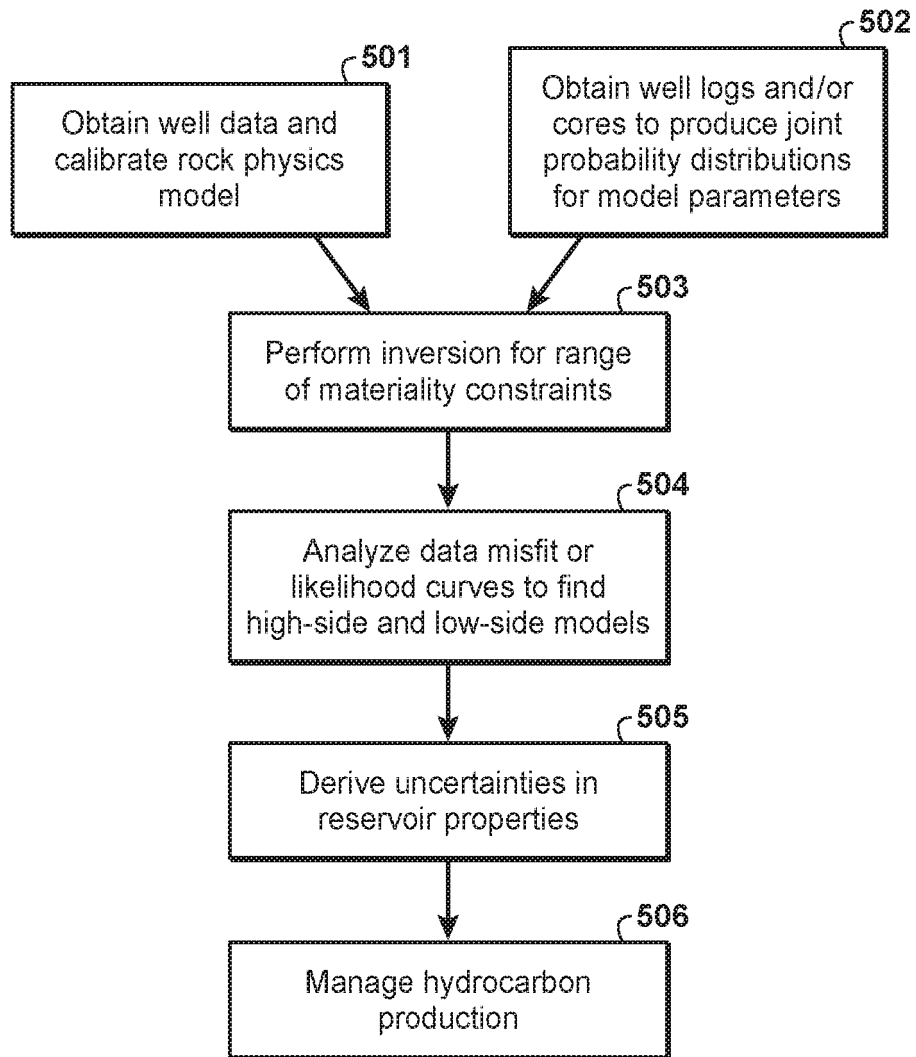 501
Obtain well data and
calibrate rock physics
model
502
Obtain well logs and/or
cores to produce joint
probability distributions
for model parameters
503
Perform inversion for range
of materiality constraints
504
Analyze data misfit or
likelihood curves to find
high-side and low-side models
505
Derive uncertainties in
reservoir properties
506
Manage hydrocarbon
production